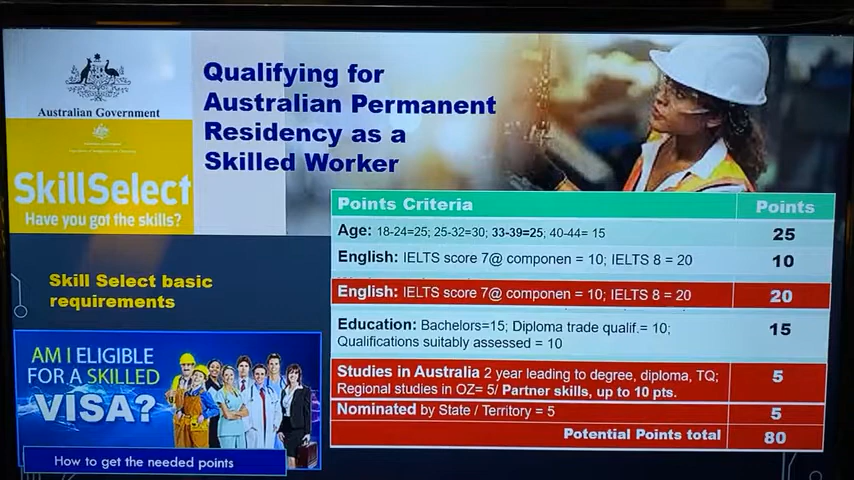 Australian Government
SkillSelect
Have you got the skills?
Qualifying for
Australian Permanent
Residency as a
Skilled Worker
Skill Select basic
requirements
AM I ELIGIBLE
FOR A SKILLED
VISA?
How to get the needed points
Points Criteria Points
Age: 18-24=25; 25-32=30; 33-39=25; 40-44= 15 25
English: IELTS score 7@ componen = 10; IELTS 8 = 20 10
English: IELTS score 7@ componen = 10; IELTS 8 = 20 20
Education: Bachelors=15; Diploma trade qualif.= 10; 15
Qualifications suitably assessed = 10
Studies in Australia 2 year leading to degree, diploma, TQ; 5
Regional studies in OZ= 5/ Partner skills, up to 10 pts.
Nominated by State / Territory = 5 5
Potential Points total 80